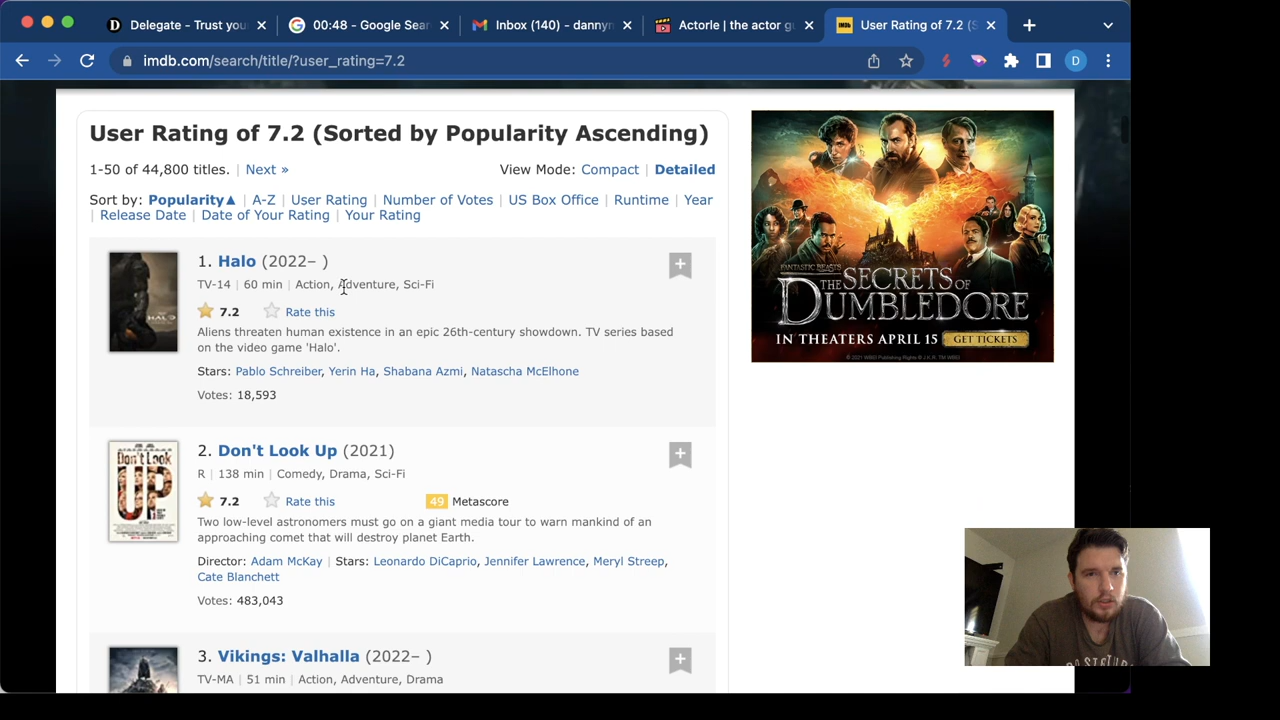 Delegate - Trust you
00:48 - Google Sear
Inbox (140) - dannyn
Actorle | the actor g
IMDb User Rating of 7.2 (S
imdb.com/search/title/?user_rating=7.2
D
User Rating of 7.2 (Sorted by Popularity Ascending)
1-50 of 44,800 titles. | Next »
View Mode: Compact | Detailed
Sort by: Popularity▲ | A-Z | User Rating | Number of Votes | US Box Office | Runtime | Year
| Release Date | Date of Your Rating | Your Rating
1. Halo (2022– )
TV-14 | 60 min | Action, Adventure, Sci-Fi
7.2 Rate this
Aliens threaten human existence in an epic 26th-century showdown. TV series based
on the video game 'Halo'.
Stars: Pablo Schreiber, Yerin Ha, Shabana Azmi, Natascha McElhone
Votes: 18,593
HALO
2. Don't Look Up (2021)
R | 138 min | Comedy, Drama, Sci-Fi
7.2 Rate this 49 Metascore
Two low-level astronomers must go on a giant media tour to warn mankind of an
approaching comet that will destroy planet Earth.
Director: Adam McKay | Stars: Leonardo DiCaprio, Jennifer Lawrence, Meryl Streep,
Cate Blanchett
Votes: 483,043
Don't Look
UP
3. Vikings: Valhalla (2022– )
TV-MA | 51 min | Action, Adventure, Drama
FANTASTIC BEASTS
THE SECRETS OF
DUMBLEDORE
IN THEATERS APRIL 15 GET TICKETS